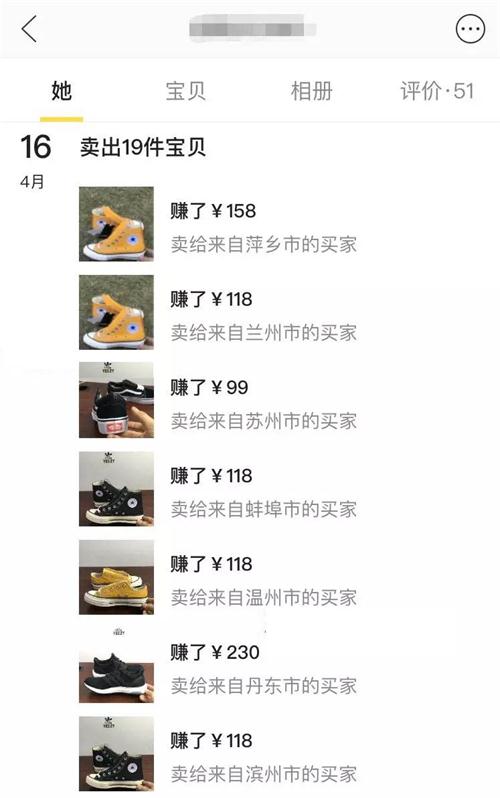 她
宝贝
相册
评价·51
16
4月
卖出19件宝贝
赚了¥158
卖给来自萍乡市的买家
赚了¥118
卖给来自兰州市的买家
赚了¥99
卖给来自苏州市的买家
YEEZY
赚了¥118
卖给来自蚌埠市的买家
YEEZY
赚了¥118
卖给来自温州市的买家
赚了¥230
卖给来自丹东市的买家
YEEZY
赚了¥118
卖给来自滨州市的买家
YEEZY